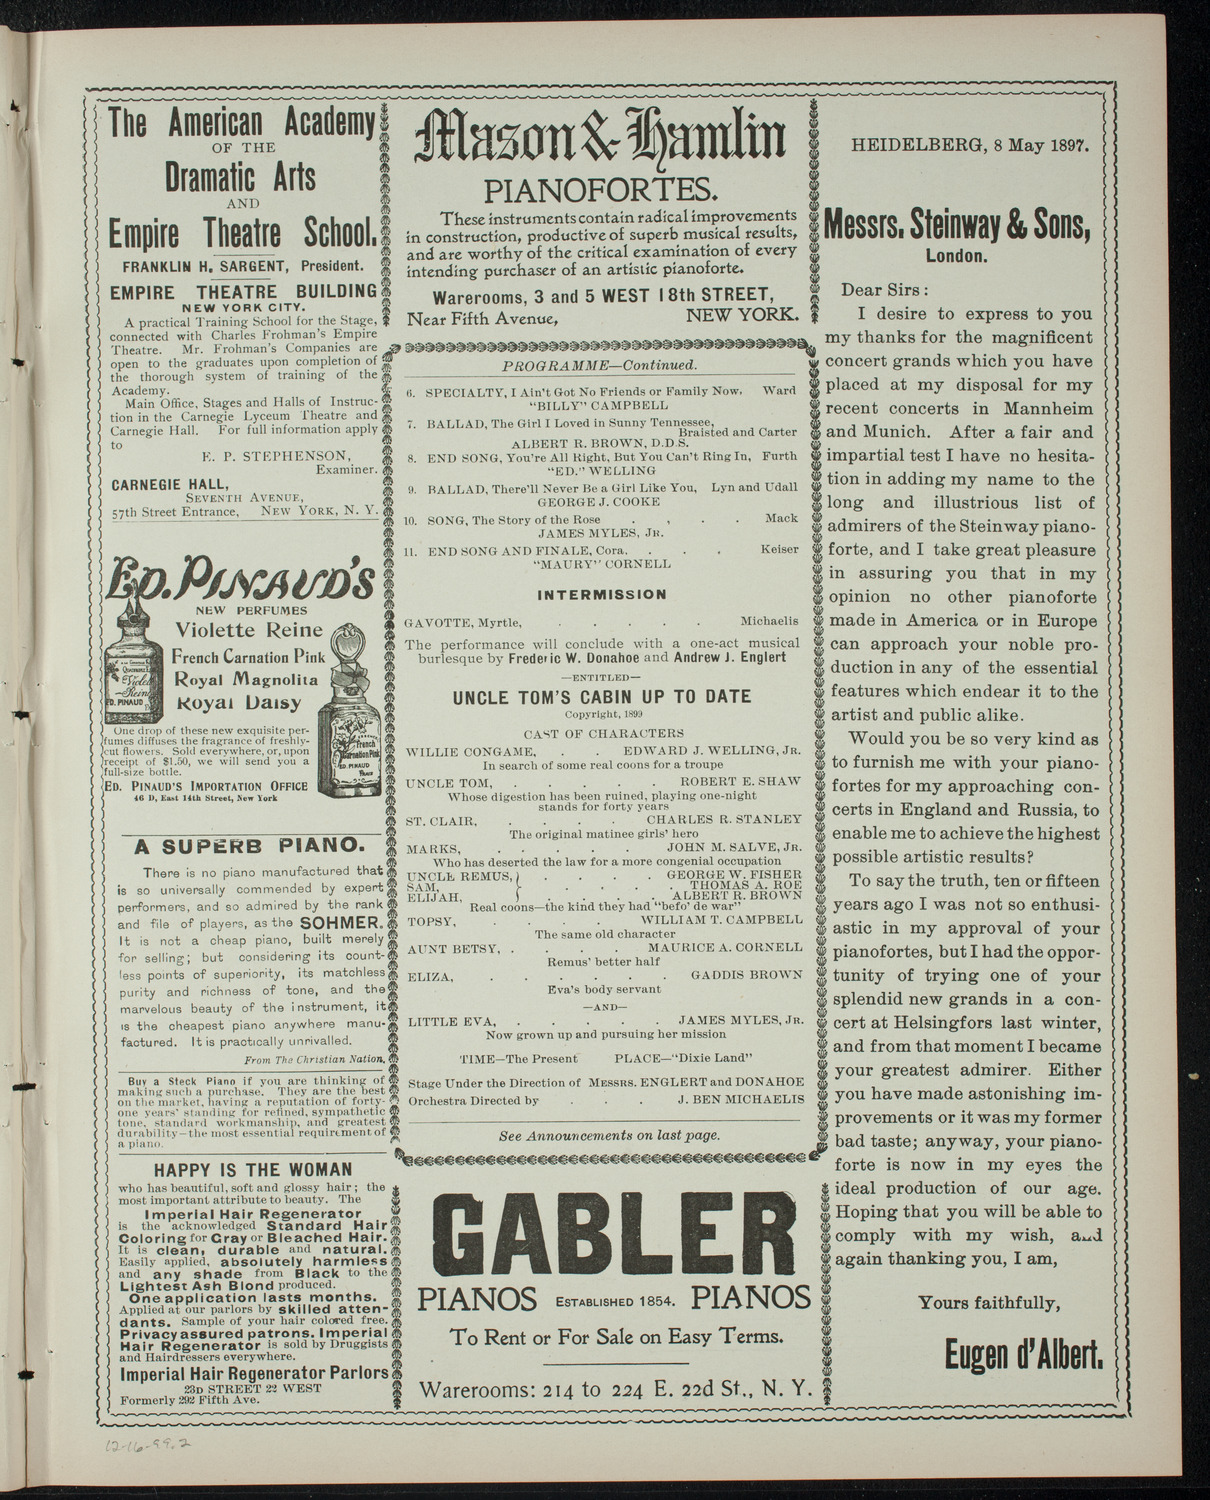 The American Academy
OF THE
Dramatic Arts
AND
Empire Theatre School.
FRANKLIN H. SARGENT, President.
EMPIRE THEATRE BUILDING
NEW YORK CITY.
A practical Training School for the Stage,
connected with Charles Frohman's Empire
Theatre. Mr. Frohman's Companies are
open to the graduates upon completion of
the thorough system of training of the
Academy.
Main Office, Stages and Halls of Instruc-
tion in the Carnegie Lyceum Theatre and
Carnegie Hall. For full information apply
to
E. P. STEPHENSON,
Examiner.
CARNEGIE HALL,
SEVENTH AVENUE,
57th Street Entrance, NEW YORK, N. Y.
ED. PINAUD'S
NEW PERFUMES
Violette Reine
French Carnation Pink
Royal Magnolia
Royal Daisy
One drop of these new exquisite per-
fumes diffuses the fragrance of freshly-
cut flowers. Sold everywhere, or, upon
receipt of $1.50, we will send you a
full-size bottle.
ED. PINAUD'S IMPORTATION OFFICE
46 D, East 14th Street, New York
A SUPERB PIANO.
There is no piano manufactured that
is so universally commended by expert
performers, and so admired by the rank
and file of players, as the SOHMER.
It is not a cheap piano, built merely
for selling; but considering its count-
less points of superiority, its matchless
purity and richness of tone, and the
marvelous beauty of the instrument, it
is the cheapest piano anywhere manu-
factured. It is practically unrivalled.
From The Christian Nation.
Buy a Steck Piano if you are thinking of
making such a purchase. They are the best
on the market, having a reputation of forty-
one years' standing for refined, sympathetic
tone, standard workmanship, and greatest
durability—the most essential requirement of
a piano.
HAPPY IS THE WOMAN
who has beautiful, soft and glossy hair; the
most important attribute to beauty. The
Imperial Hair Regenerator
is the acknowledged Standard Hair
Coloring for Gray or Bleached Hair.
It is clean, durable and natural.
Easily applied, absolutely harmless
and any shade from Black to the
Lightest Ash Blond produced.
One application lasts months.
Applied at our parlors by skilled atten-
dants. Sample of your hair colored free.
Privacy assured patrons. Imperial
Hair Regenerator is sold by Druggists
and Hairdressers everywhere.
Imperial Hair Regenerator Parlors
23D STREET 22 WEST
Formerly 292 Fifth Ave.
Mason & Hamlin
PIANOFORTES.
These instruments contain radical improvements
in construction, productive of superb musical results,
and are worthy of the critical examination of every
intending purchaser of an artistic pianoforte.
Warerooms, 3 and 5 WEST 18th STREET,
Near Fifth Avenue, NEW YORK.
PROGRAMME—Continued.
6. SPECIALTY, I Ain't Got No Friends or Family Now, Ward
"BILLY" CAMPBELL
7. BALLAD, The Girl I Loved in Sunny Tennessee,
Braisted and Carter
ALBERT R. BROWN, D.D.S.
8. END SONG, You're All Right, But You Can't Ring In, Furth
"ED." WELLING
9. BALLAD, There'll Never Be a Girl Like You, Lyn and Udall
GEORGE J. COOKE
10. SONG, The Story of the Rose . , . . Mack
JAMES MYLES, JR.
11. END SONG AND FINALE, Cora, . . . Keiser
"MAURY" CORNELL
INTERMISSION
GAVOTTE, Myrtle, . . . . Michaelis
The performance will conclude with a one-act musical
burlesque by Frederic W. Donahoe and Andrew J. Englert
—ENTITLED—
UNCLE TOM'S CABIN UP TO DATE
Copyright, 1899
CAST OF CHARACTERS
WILLIE CONGAME, . . EDWARD J. WELLING, JR.
In search of some real coons for a troupe
UNCLE TOM, . . . . . ROBERT E. SHAW
Whose digestion has been ruined, playing one-night
stands for forty years
ST. CLAIR, . . . . CHARLES R. STANLEY
The original matinee girls' hero
MARKS, . . . . . JOHN M. SALVE, JR.
Who has deserted the law for a more congenial occupation
UNCLE REMUS, . . . . GEORGE W. FISHER
SAM, . . . . THOMAS A. ROE
ELIJAH, . . . . ALBERT R. BROWN
Real coons—the kind they had "befo' de war"
TOPSY, . . . . WILLIAM T. CAMPBELL
The same old character
AUNT BETSY, . . . . MAURICE A. CORNELL
Remus' better half
ELIZA, . . . . . . GADDIS BROWN
Eva's body servant
—AND—
LITTLE EVA, . . . . . JAMES MYLES, JR.
Now grown up and pursuing her mission
TIME—The Present PLACE—"Dixie Land"
Stage Under the Direction of MESSRS. ENGLERT and DONAHOE
Orchestra Directed by . . . J. BEN MICHAELIS
See Announcements on last page.
GABLER
PIANOS ESTABLISHED 1854. PIANOS
To Rent or For Sale on Easy Terms.
Warerooms: 214 to 224 E. 22d St., N. Y.
HEIDELBERG, 8 May 1897.
Messrs. Steinway & Sons,
London.
Dear Sirs:
I desire to express to you
my thanks for the magnificent
concert grands which you have
placed at my disposal for my
recent concerts in Mannheim
and Munich. After a fair and
impartial test I have no hesita-
tion in adding my name to the
long and illustrious list of
admirers of the Steinway piano-
forte, and I take great pleasure
in assuring you that in my
opinion no other pianoforte
made in America or in Europe
can approach your noble pro-
duction in any of the essential
features which endear it to the
artist and public alike.
Would you be so very kind as
to furnish me with your piano-
fortes for my approaching con-
certs in England and Russia, to
enable me to achieve the highest
possible artistic results?
To say the truth, ten or fifteen
years ago I was not so enthusi-
astic in my approval of your
pianofortes, but I had the oppor-
tunity of trying one of your
splendid new grands in a con-
cert at Helsingfors last winter,
and from that moment I became
your greatest admirer. Either
you have made astonishing im-
provements or it was my former
bad taste; anyway, your piano-
forte is now in my eyes the
ideal production of our age.
Hoping that you will be able to
comply with my wish, and
again thanking you, I am,
Yours faithfully,
Eugen d'Albert.
12-16-99.2